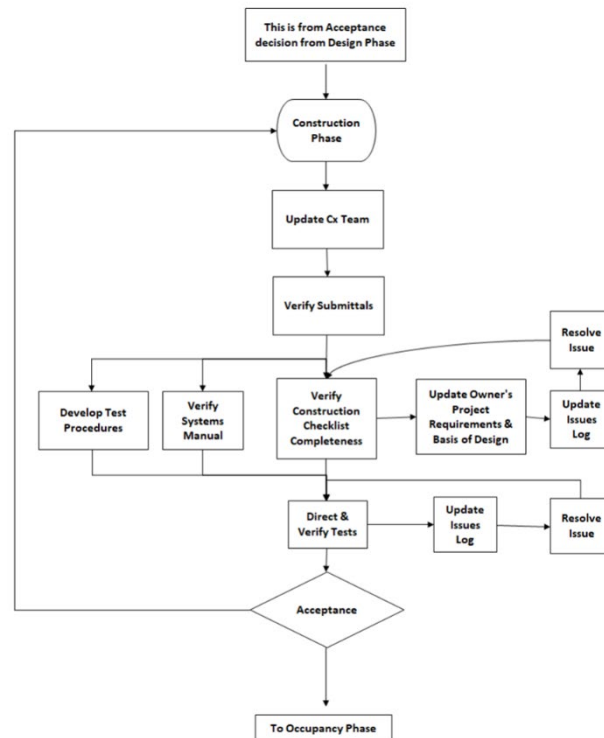 This is from Acceptance
decision from Design Phase
Construction
Phase
Update Cx Team
Verify Submittals
Resolve
Issue
Develop Test
Procedures
Verify
Systems
Manual
Verify
Construction
Checklist
Completeness
Update Owner's
Project
Requirements &
Basis of Design
Update
Issues
Log
Direct &
Verify Tests
Update
Issues
Log
Resolve
Issue
Acceptance
To Occupancy Phase